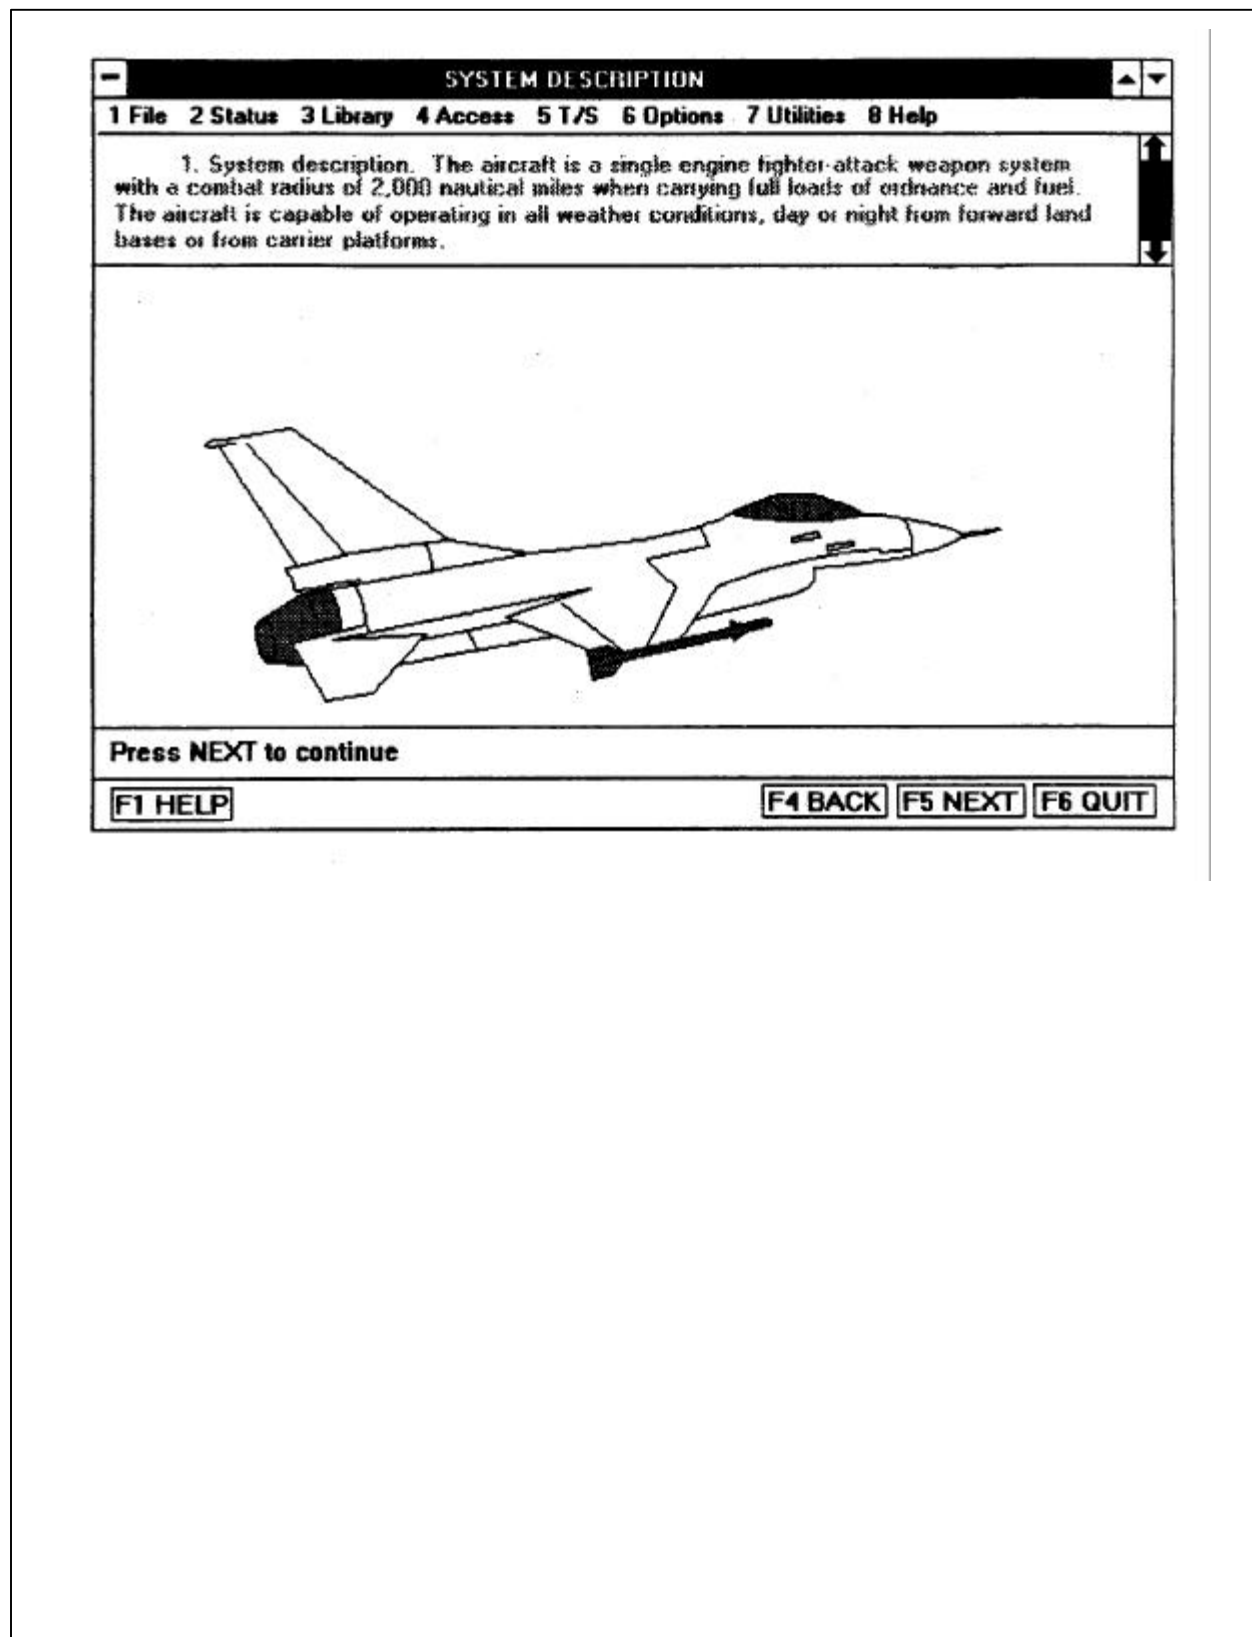 SYSTEM DESCRIPTION
1 File 2 Status 3 Library 4 Access 5 T/S 6 Options 7 Utilities 8 Help
1. System description. The aircraft is a single engine fighter-attack weapon system
with a combat radius of 2,000 nautical miles when carrying full loads of ordnance and fuel.
The aircraft is capable of operating in all weather conditions, day or night from forward land
bases or from carrier platforms.
Press NEXT to continue
F1 HELP F4 BACK F5 NEXT F6 QUIT